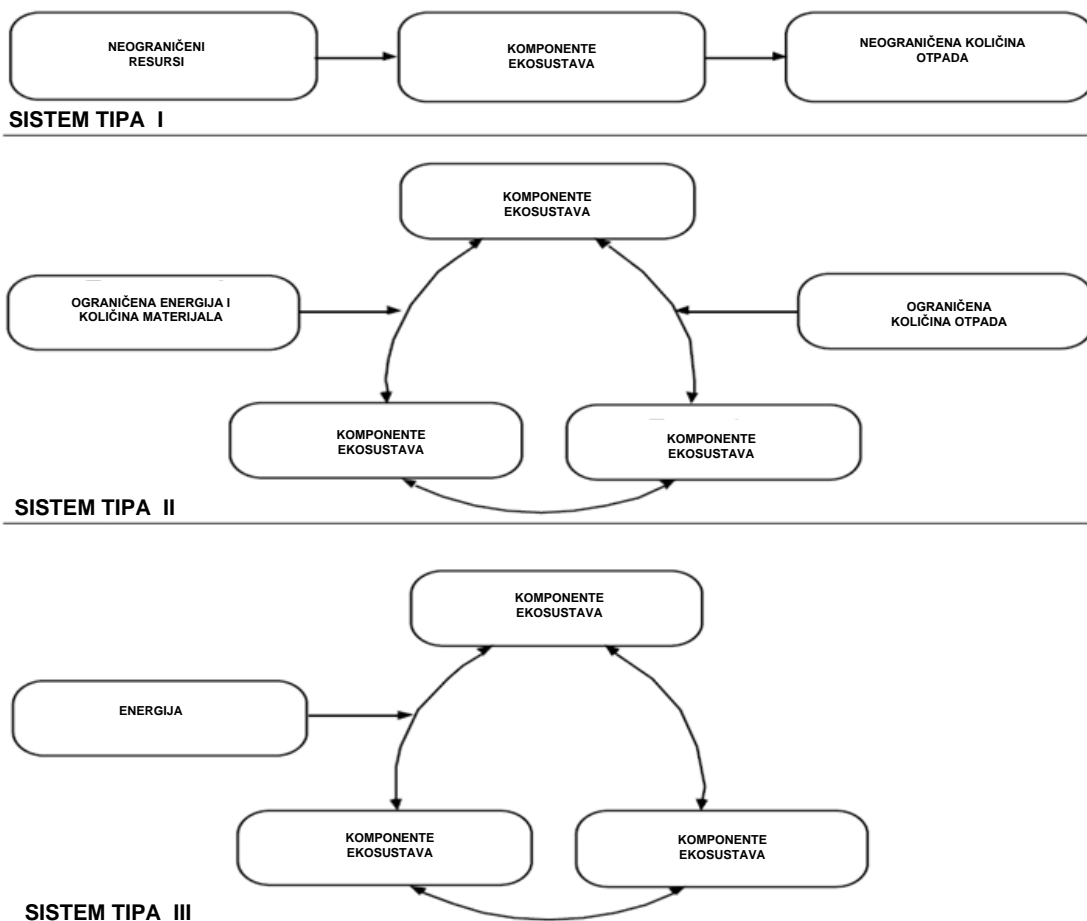 NEOGRANIČENI
RESURSI
KOMPONENTE
EKOSUSTAVA
NEOGRANIČENA KOLIČINA
OTPADA
SISTEM TIPA I
KOMPONENTE
EKOSUSTAVA
OGRANIČENA ENERGIJA I
KOLIČINA MATERIJALA
OGRANIČENA
KOLIČINA OTPADA
KOMPONENTE
EKOSUSTAVA
KOMPONENTE
EKOSUSTAVA
SISTEM TIPA II
KOMPONENTE
EKOSUSTAVA
ENERGIJA
KOMPONENTE
EKOSUSTAVA
KOMPONENTE
EKOSUSTAVA
SISTEM TIPA III